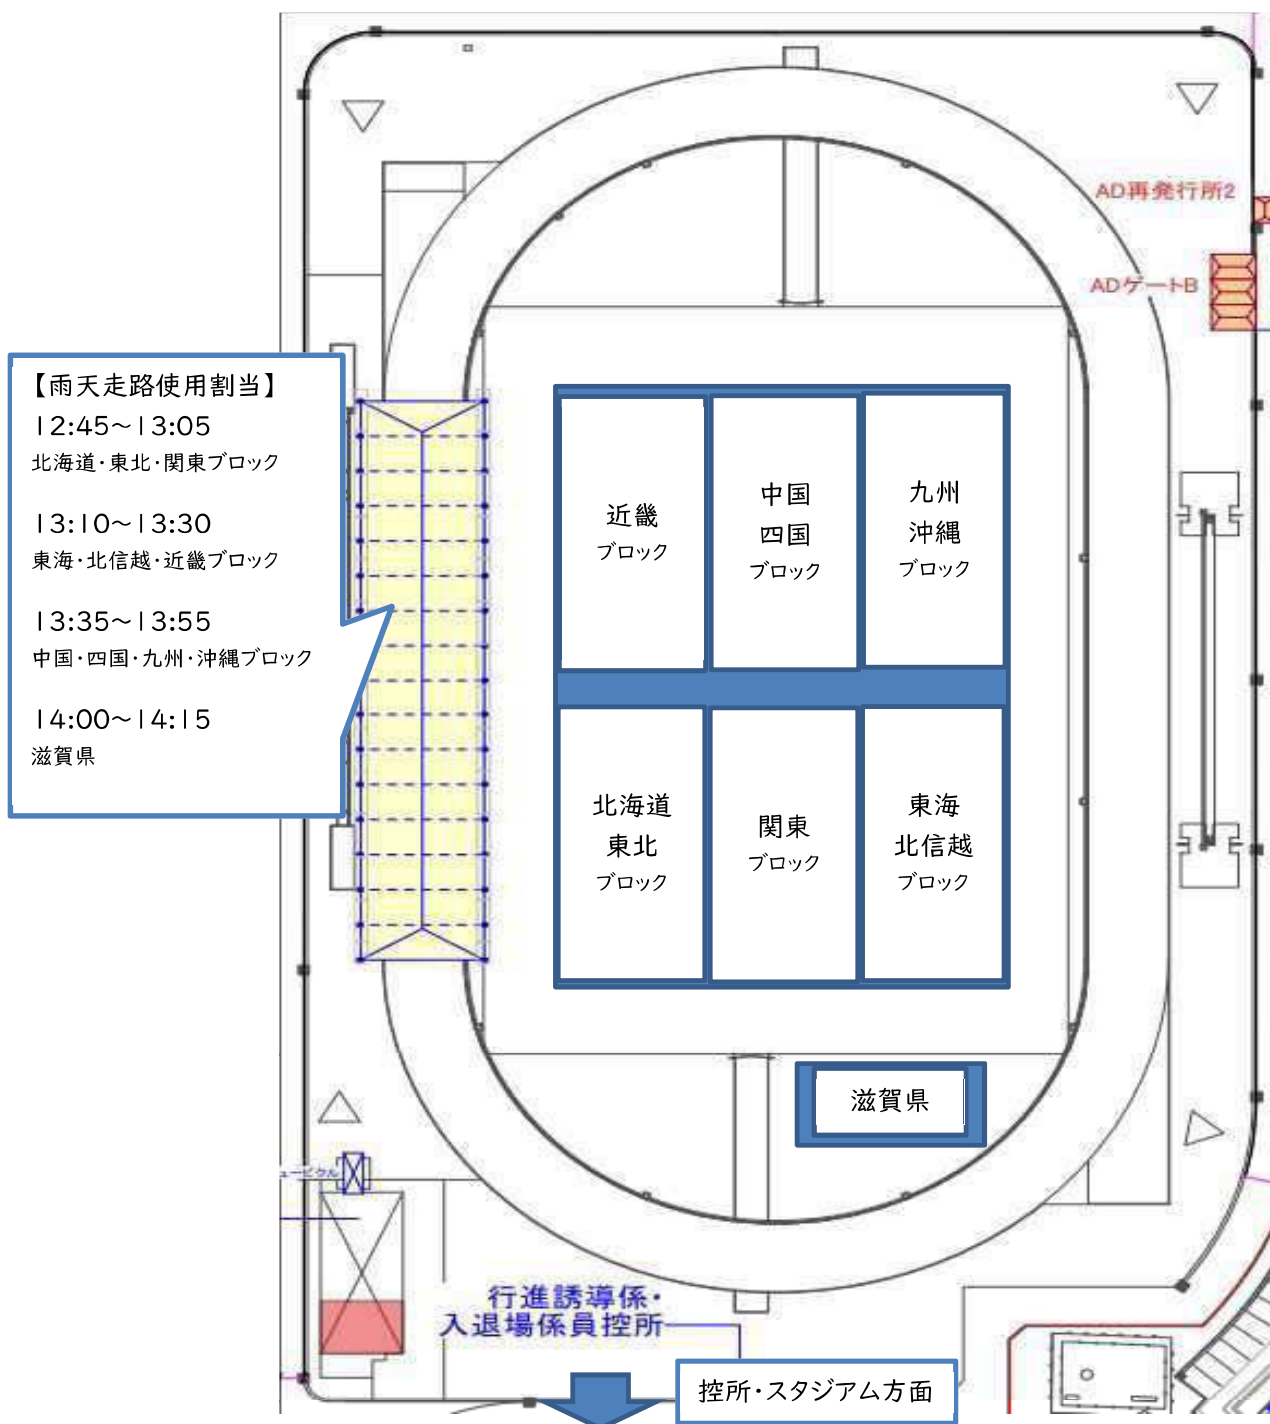 AD再発行所2
ADゲートB
【雨天走路使用割当】
12:45～13:05
北海道・東北・関東ブロック
13:10～13:30
東海・北信越・近畿ブロック
13:35～13:55
中国・四国・九州・沖縄ブロック
14:00～14:15
滋賀県
近畿
ブロック
中国
四国
ブロック
九州
沖縄
ブロック
北海道
東北
ブロック
関東
ブロック
東海
北信越
ブロック
滋賀県
ュービクル
行進誘導係・
入退場係員控所
控所・スタジアム方面